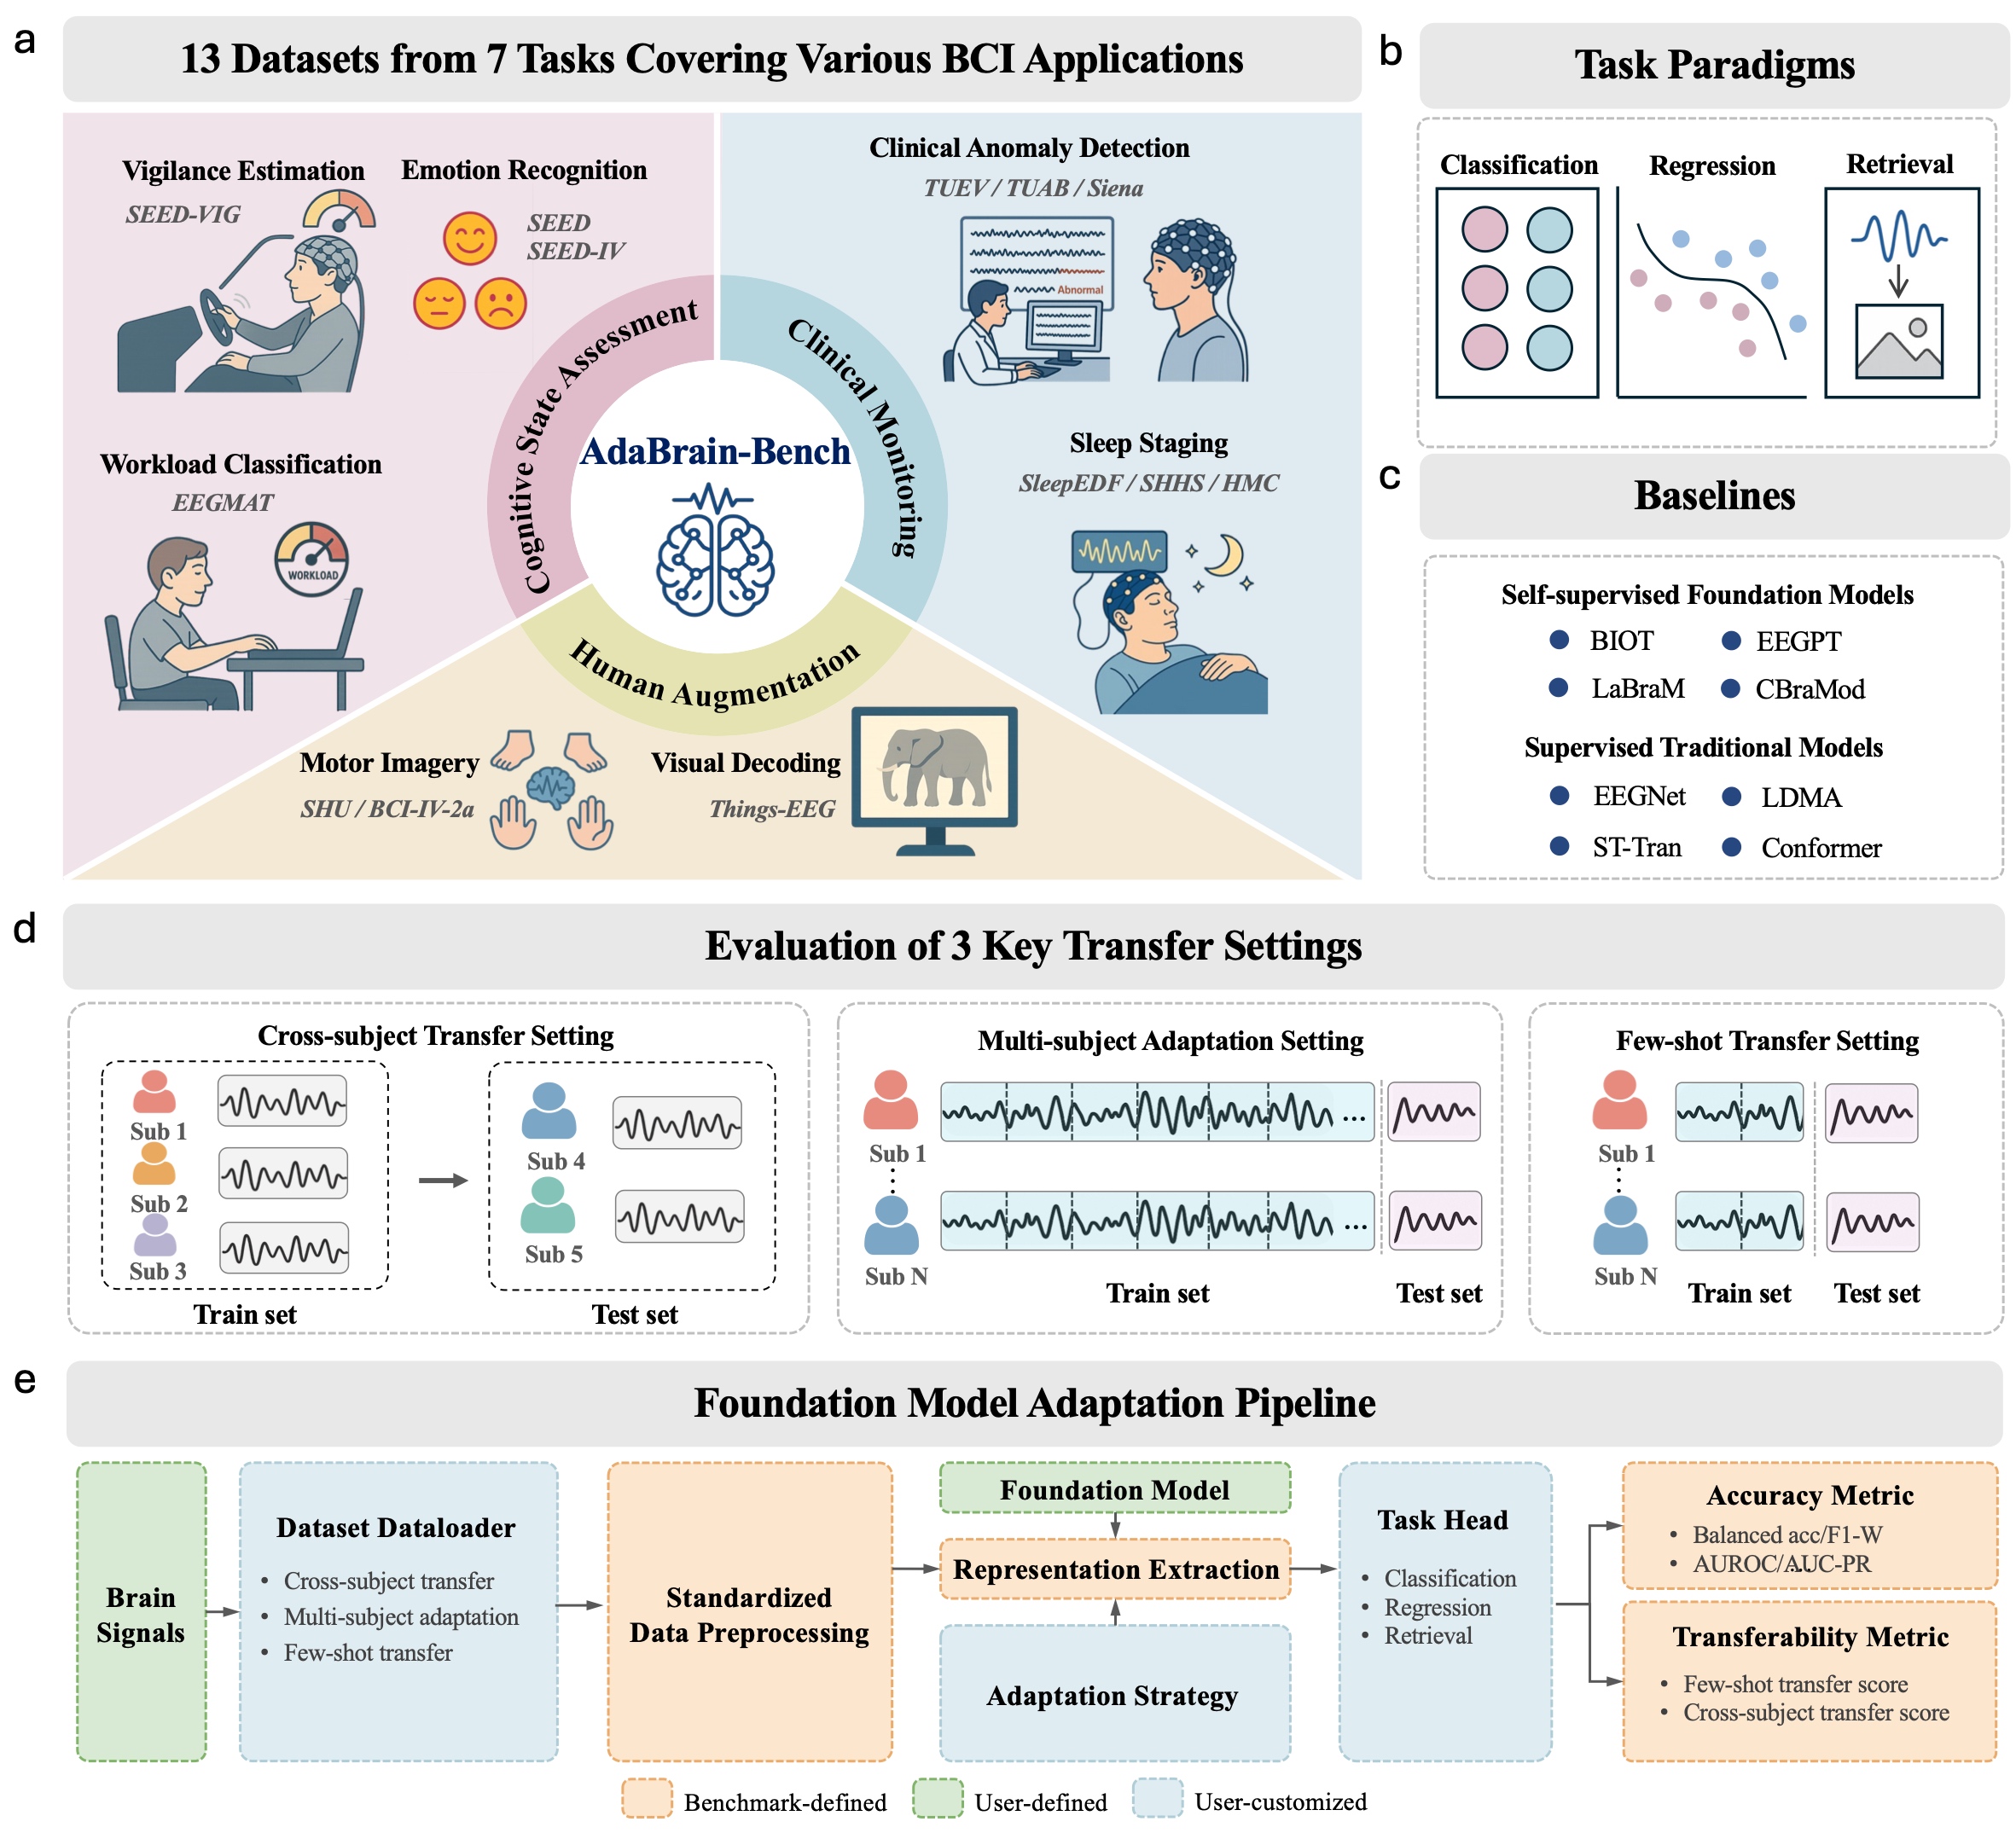 a
13 Datasets from 7 Tasks Covering Various BCI Applications
Vigilance Estimation
SEED-VIG
Emotion Recognition
SEED
SEED-IV
Clinical Anomaly Detection
TUEV / TUAB / Siena
Abnormal
Workload Classification
EEGMAT
WORKLOAD
Sleep Staging
SleepEDF / SHHS / HMC
Cognitive State Assessment
Clinical Monitoring
Human Augmentation
AdaBrain-Bench
Motor Imagery
SHU / BCI-IV-2a
Visual Decoding
Things-EEG
b
Task Paradigms
Classification
Regression
Retrieval
c
Baselines
Self-supervised Foundation Models
• BIOT
• EEGPT
• LaBraM
• CBraMod
Supervised Traditional Models
• EEGNet
• LDMA
• ST-Tran
• Conformer
d
Evaluation of 3 Key Transfer Settings
Cross-subject Transfer Setting
Sub 1
Sub 2
Sub 3
Train set
Sub 4
Sub 5
Test set
Multi-subject Adaptation Setting
Sub 1
...
Sub N
...
Train set
Test set
Few-shot Transfer Setting
Sub 1
Sub N
Train set
Test set
e
Foundation Model Adaptation Pipeline
Brain
Signals
Dataset Dataloader
• Cross-subject transfer
• Multi-subject adaptation
• Few-shot transfer
Standardized
Data Preprocessing
Foundation Model
Representation Extraction
Adaptation Strategy
Task Head
• Classification
• Regression
• Retrieval
Accuracy Metric
• Balanced acc/F1-W
• AUROC/AUC-PR
...
Transferability Metric
• Few-shot transfer score
• Cross-subject transfer score
Benchmark-defined
User-defined
User-customized